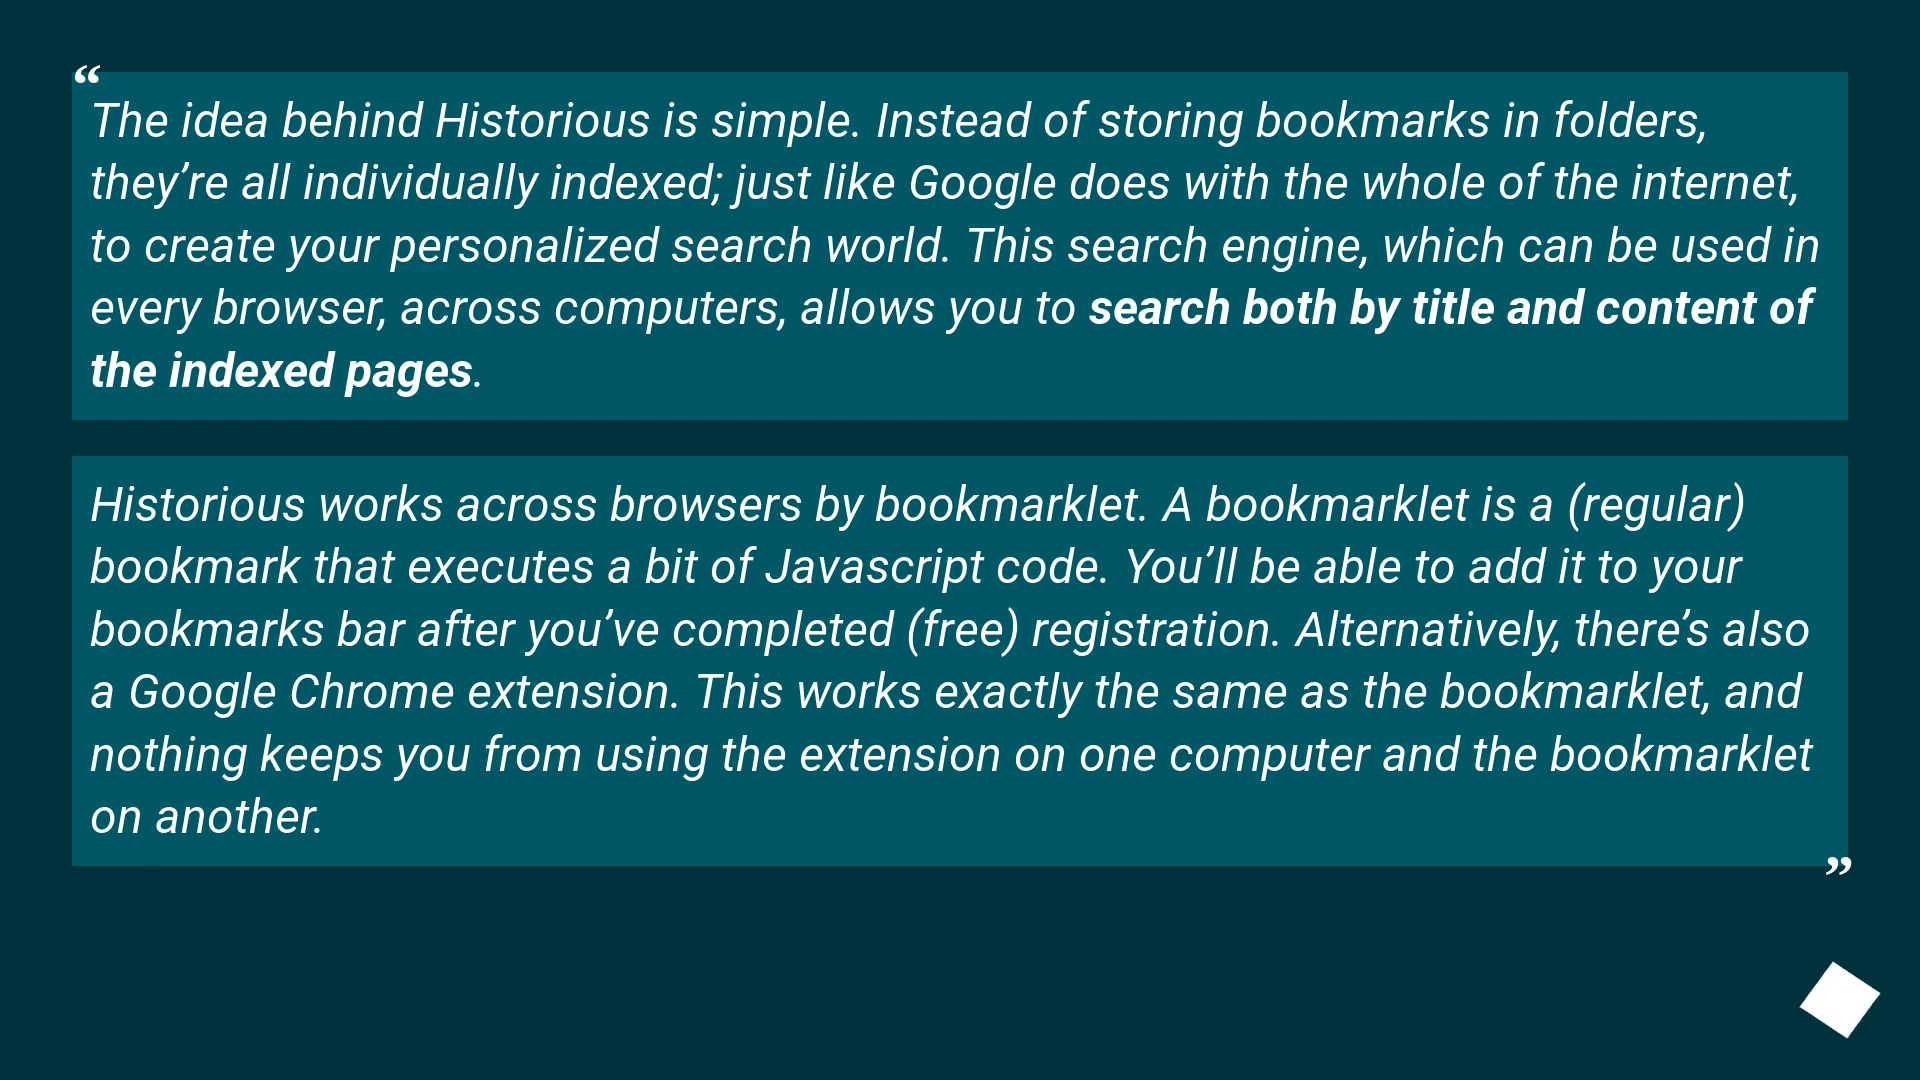 “
The idea behind Historious is simple. Instead of storing bookmarks in folders,
they’re all individually indexed; just like Google does with the whole of the internet,
to create your personalized search world. This search engine, which can be used in
every browser, across computers, allows you to search both by title and content of
the indexed pages.
Historious works across browsers by bookmarklet. A bookmarklet is a (regular)
bookmark that executes a bit of Javascript code. You’ll be able to add it to your
bookmarks bar after you’ve completed (free) registration. Alternatively, there’s also
a Google Chrome extension. This works exactly the same as the bookmarklet, and
nothing keeps you from using the extension on one computer and the bookmarklet
on another.
”